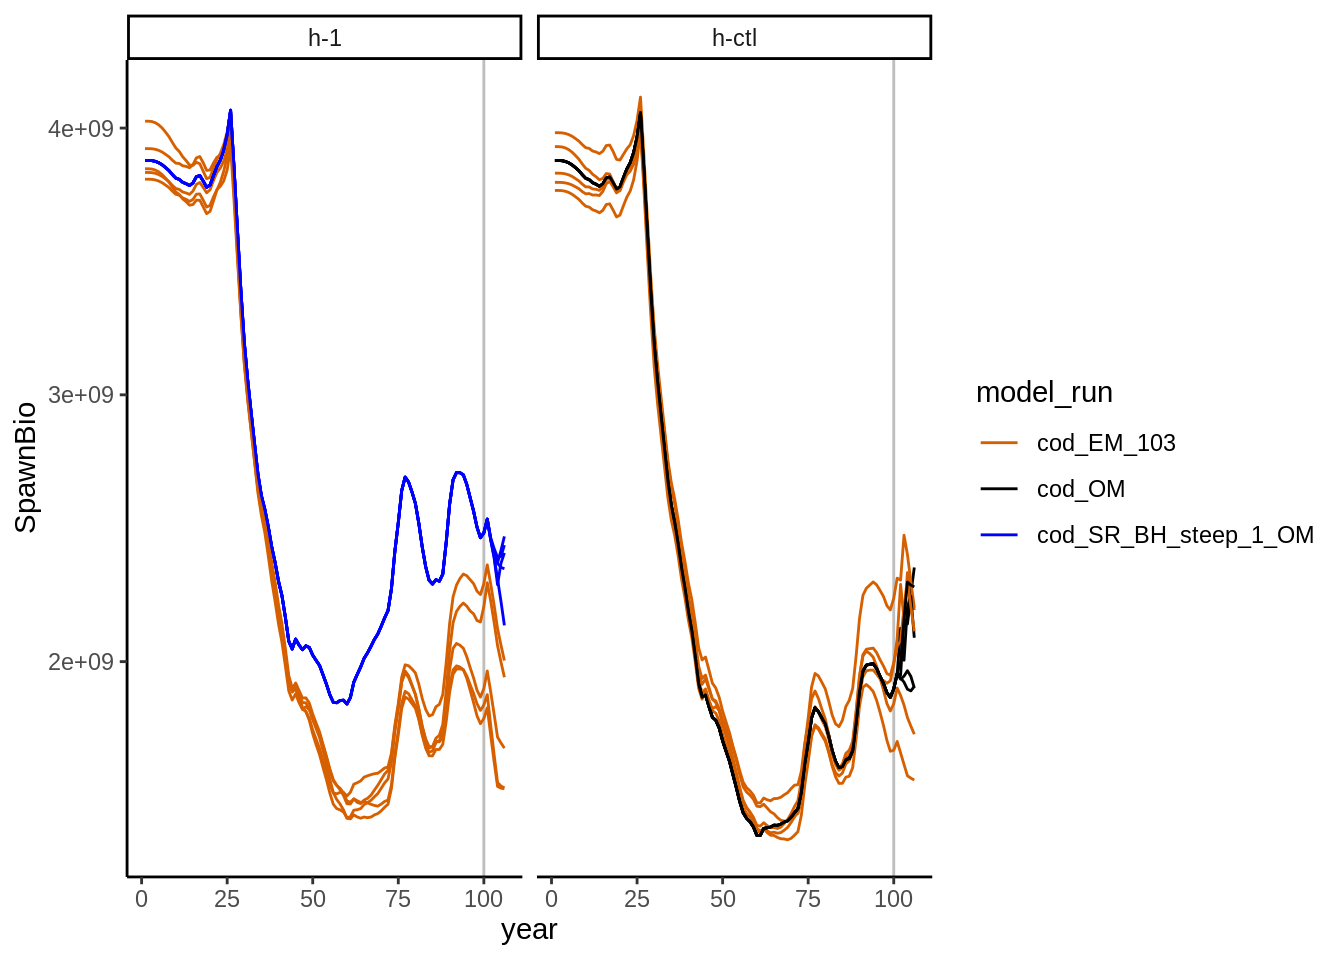 h-1
h-ctl
4e+09
3e+09
2e+09
SpawnBio
0 25 50 75 100
0 25 50 75 100
year
model_run
cod_EM_103
cod_OM
cod_SR_BH_steep_1_OM